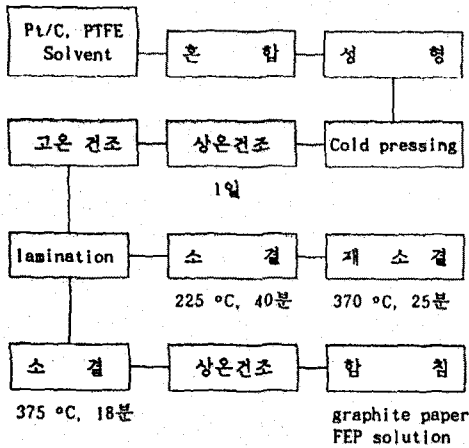 Pt/C, PTFE
Solvent
혼 합
성 형
고온 건조
상온건조
Cold pressing
1일
lamination
소 결
재 소 결
225 °C, 40분
370 °C, 25분
소 결
상온건조
함 침
375 °C, 18분
graphite paper
FEP solution